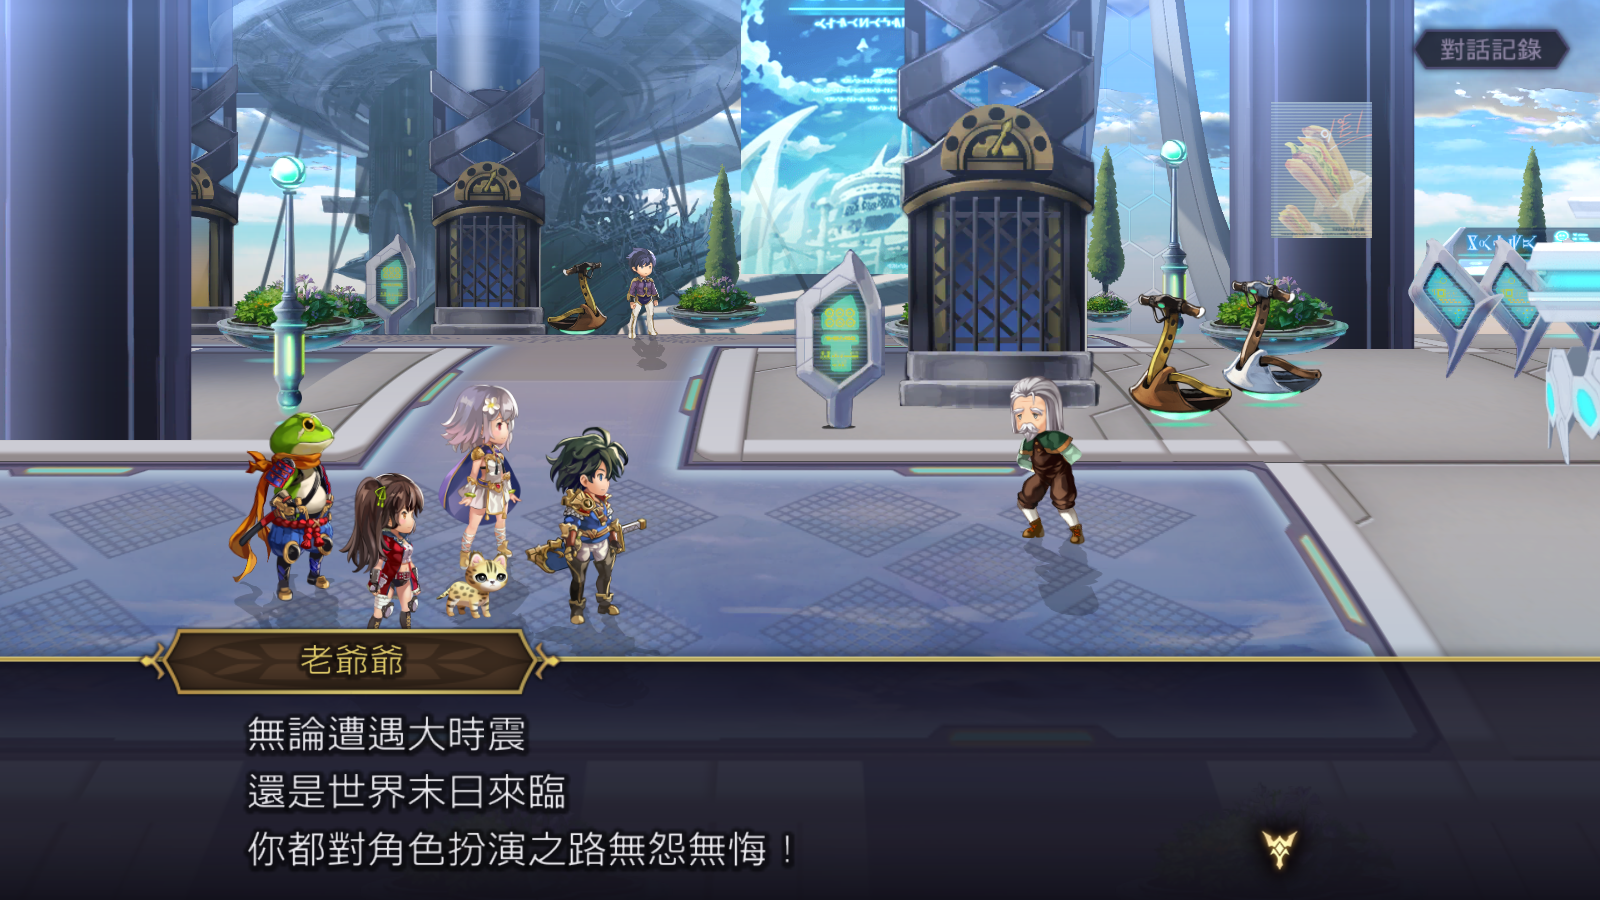 對話記錄
老爺爺
無論遭遇大時震
還是世界末日來臨
你都對角色扮演之路無怨無悔！